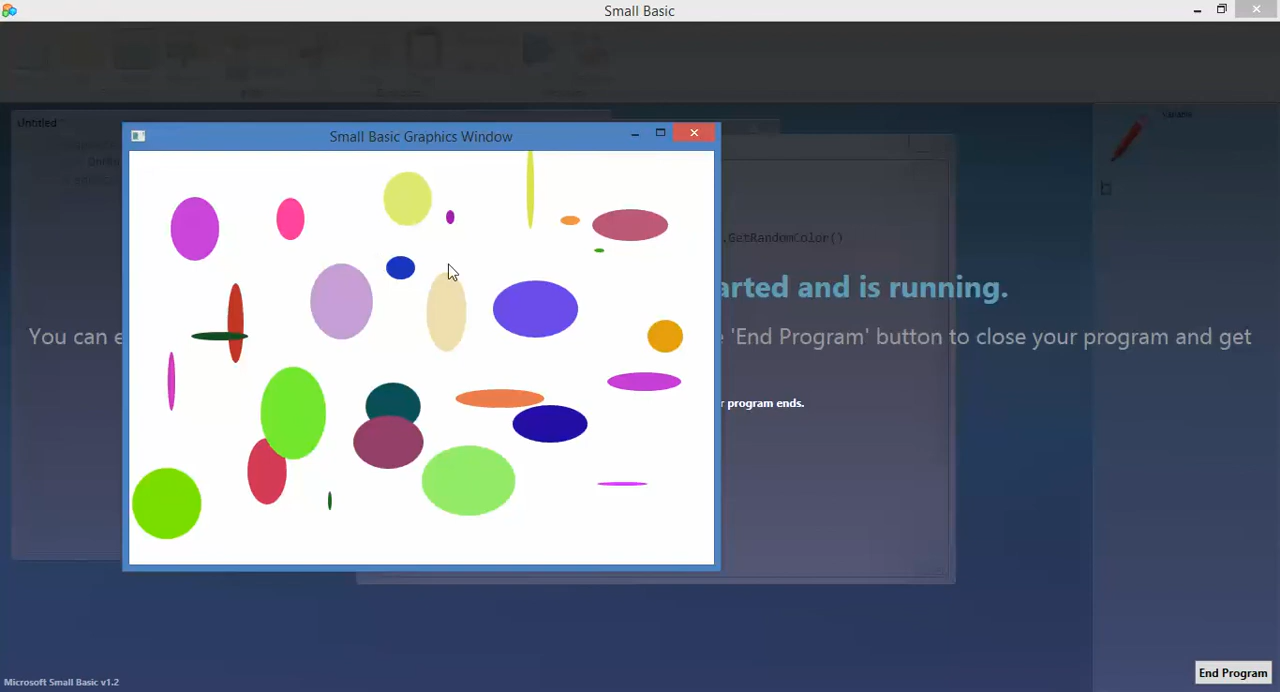 Small Basic
Untitled
Small Basic Graphics Window
.GetRandomColor()
arted and is running.
You can e
e 'End Program' button to close your program and get
r program ends.
Microsoft Small Basic v1.2
End Program